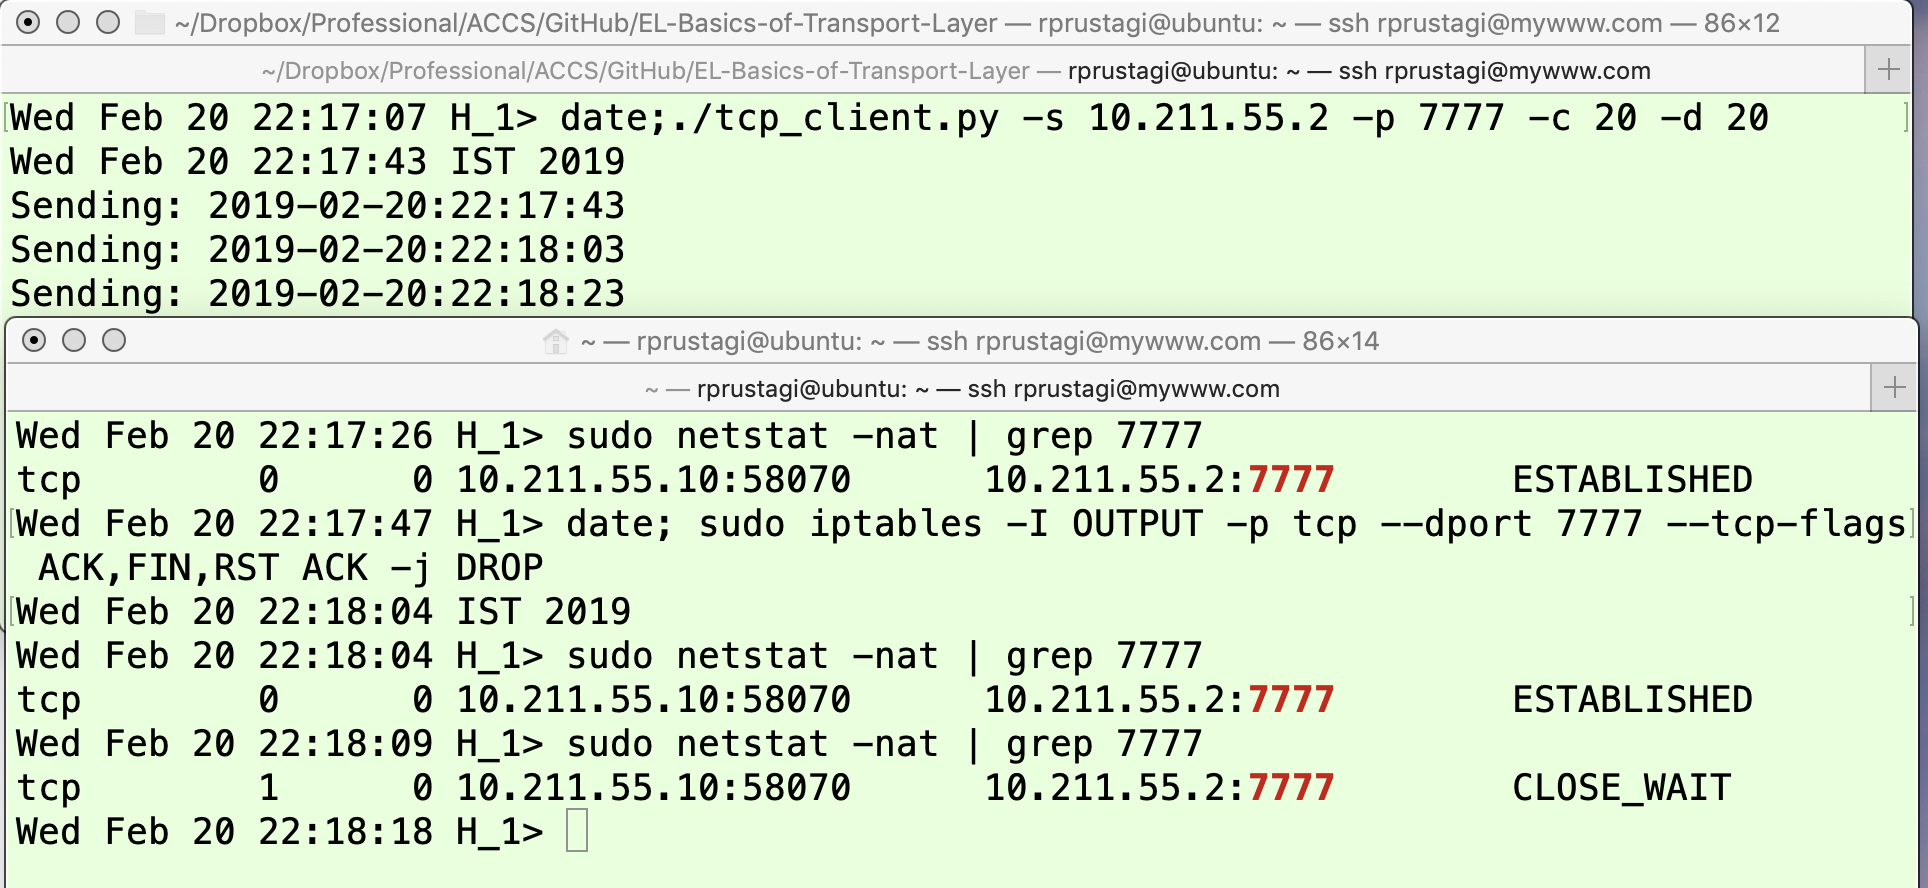 ~/Dropbox/Professional/ACCS/GitHub/EL-Basics-of-Transport-Layer — rprustagi@ubuntu: ~ — ssh rprustagi@mywww.com — 86×12
~/Dropbox/Professional/ACCS/GitHub/EL-Basics-of-Transport-Layer — rprustagi@ubuntu: ~ — ssh rprustagi@mywww.com +
[Wed Feb 20 22:17:07 H_1> date;./tcp_client.py -s 10.211.55.2 -p 7777 -c 20 -d 20 ]
Wed Feb 20 22:17:43 IST 2019
Sending: 2019-02-20:22:17:43
Sending: 2019-02-20:22:18:03
Sending: 2019-02-20:22:18:23
~ — rprustagi@ubuntu: ~ — ssh rprustagi@mywww.com — 86×14
~ — rprustagi@ubuntu: ~ — ssh rprustagi@mywww.com +
Wed Feb 20 22:17:26 H_1> sudo netstat -nat | grep 7777
tcp 0 0 10.211.55.10:58070 10.211.55.2:7777 ESTABLISHED
[Wed Feb 20 22:17:47 H_1> date; sudo iptables -I OUTPUT -p tcp --dport 7777 --tcp-flags]
ACK,FIN,RST ACK -j DROP
[Wed Feb 20 22:18:04 IST 2019 ]
Wed Feb 20 22:18:04 H_1> sudo netstat -nat | grep 7777
tcp 0 0 10.211.55.10:58070 10.211.55.2:7777 ESTABLISHED
Wed Feb 20 22:18:09 H_1> sudo netstat -nat | grep 7777
tcp 1 0 10.211.55.10:58070 10.211.55.2:7777 CLOSE_WAIT
Wed Feb 20 22:18:18 H_1>